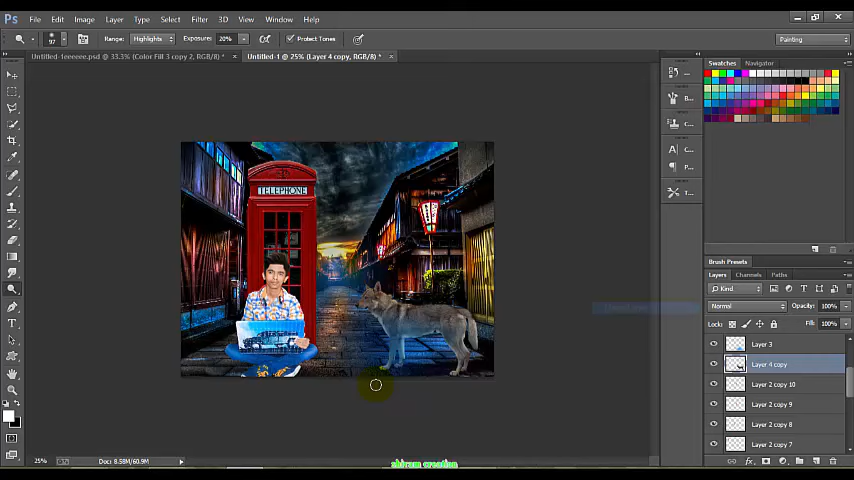 Ps File Edit Image Layer Type Select Filter 3D View Window Help
97 Range: Highlights Exposure: 20% Protect Tones Painting
Untitled-1eeeeee.psd @ 33.3% (Color Fill 3 copy 2, RGB/8) * × Untitled-1 @ 25% (Layer 4 copy, RGB/8) * ×
Swatches Navigator
B...
C...
A C...
P...
T...
TELEPHONE
Brush Presets
Layers Channels Paths
Kind
Normal Opacity: 100%
Lock: Fill: 100%
Layer 3
Layer 4 copy
Layer 2 copy 10
Layer 2 copy 9
Layer 2 copy 8
Layer 2 copy 7
25% Doc: 8.58M/60.9M